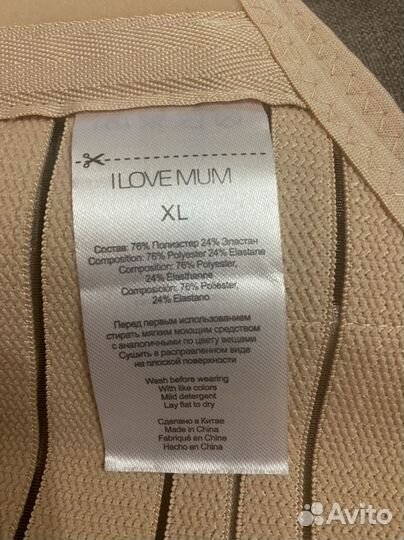 I LOVE MUM
XL
Состав: 76% Полиэстер 24% Эластан
Composition: 76% Polyester 24% Elastane
Composition: 76% Polyester,
24% Élasthanne
Composición: 76% Poliester,
24% Elastano
Перед первым использованием
стирать мягким моющим средством
с аналогичными по цвету вещами
Сушить в расправленном виде
на плоской поверхности
Wash before wearing
With like colors
Mild detergent
Lay flat to dry
Сделано в Китае
Made in China
Fabriqué en China
Hecho en China
Avito